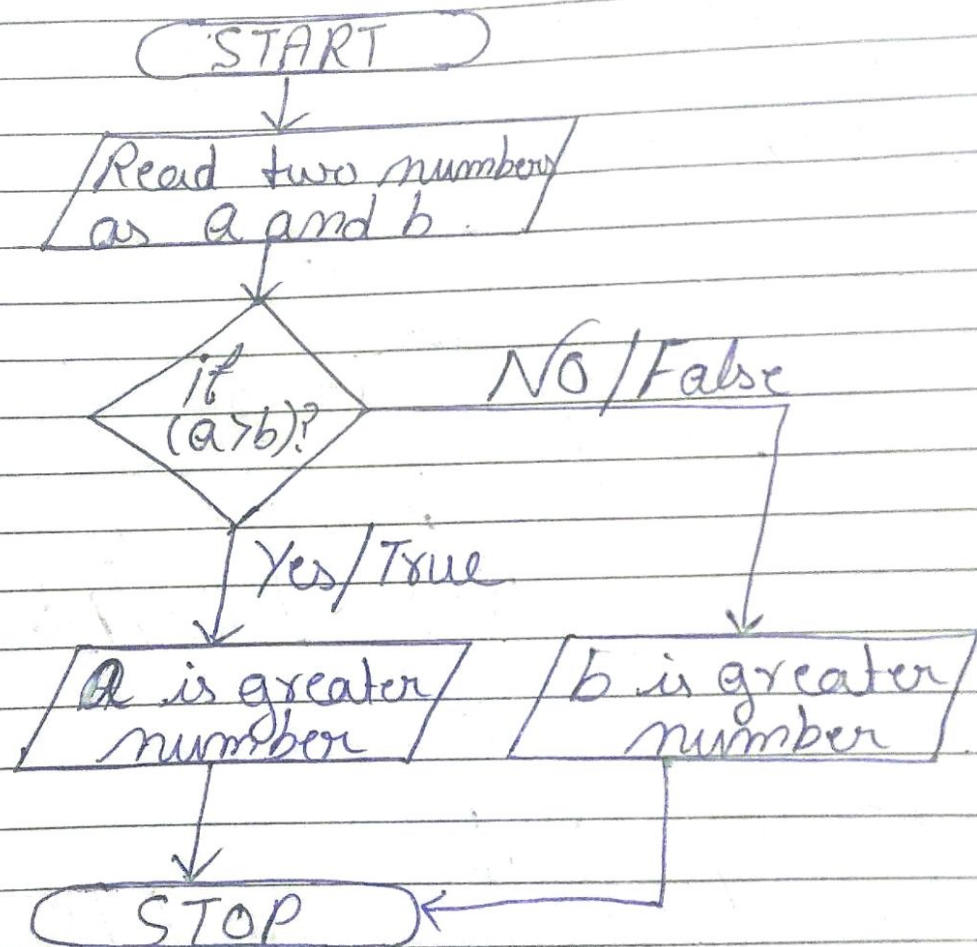 START
Read two numbers
as a and b.
if
(a>b)?
NO/False
Yes/True
a is greater
number
b is greater
number
STOP